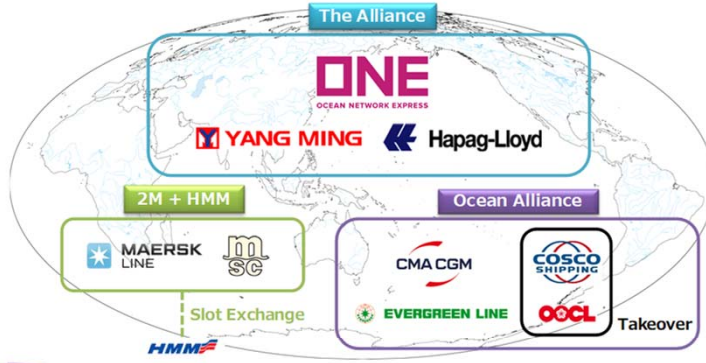 The Alliance
ONE
OCEAN NETWORK EXPRESS
YANG MING
Hapag-Lloyd
2M + HMM
MAERSK
LINE
msc
Slot Exchange
HMM
Ocean Alliance
CMA CGM
EVERGREEN LINE
COSCO
SHIPPING
OOCL
Takeover